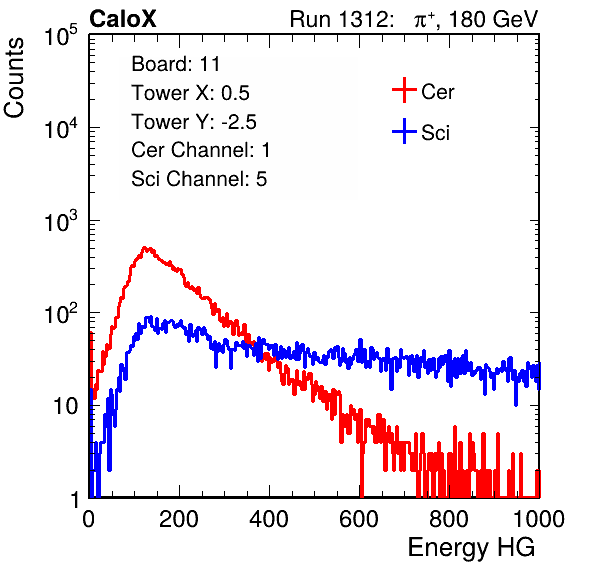 CaloX Run 1312: π⁺, 180 GeV
Counts
Board: 11
Tower X: 0.5
Tower Y: -2.5
Cer Channel: 1
Sci Channel: 5
Cer
Sci
10⁵
10⁴
10³
10²
10
1
0 200 400 600 800 1000
Energy HG